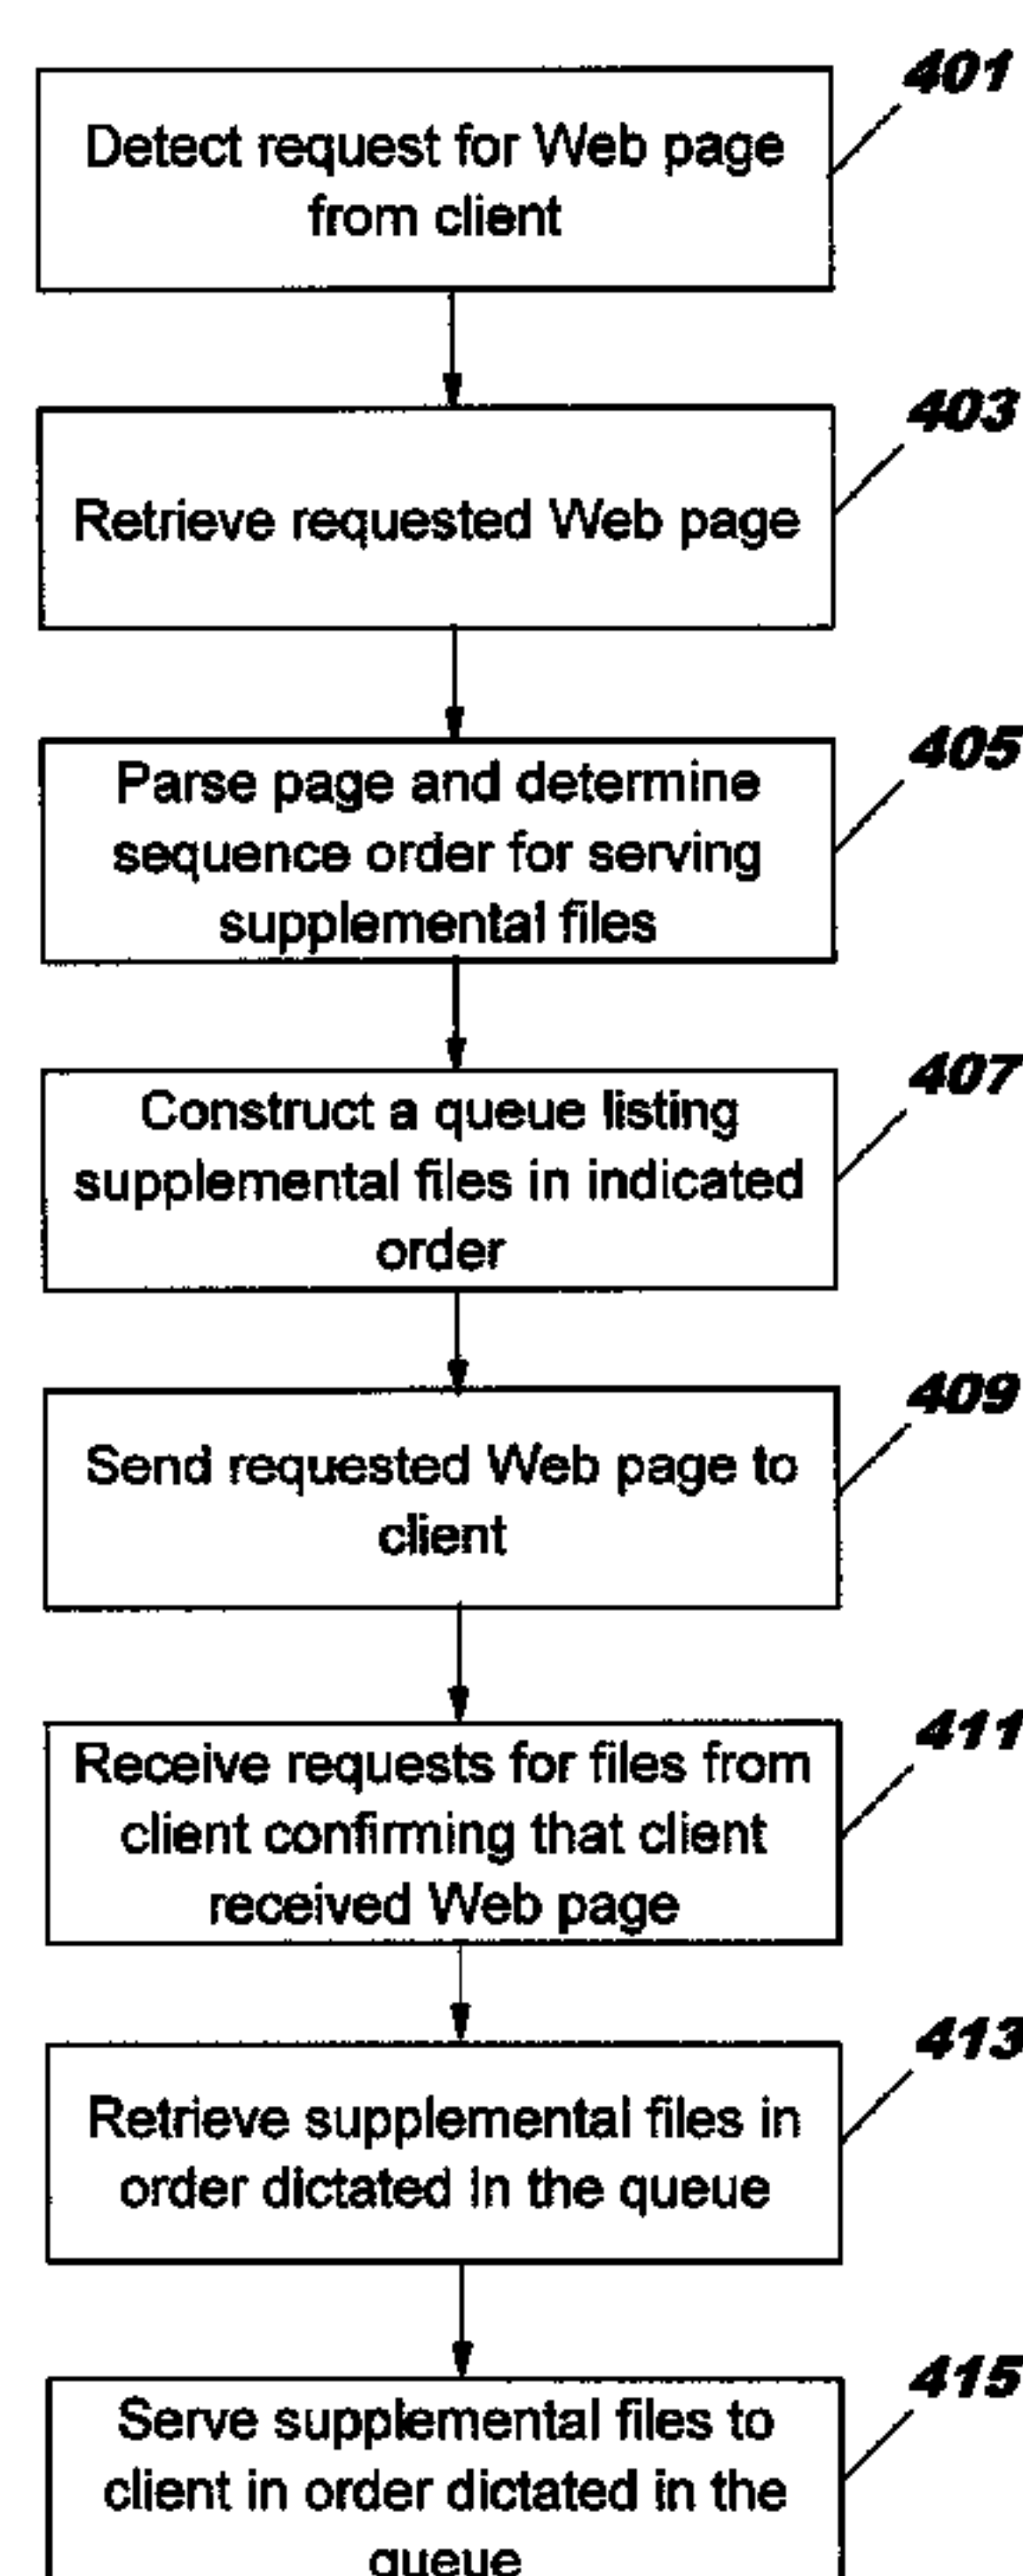 401
Detect request for Web page
from client
403
Retrieve requested Web page
405
Parse page and determine
sequence order for serving
supplemental files
407
Construct a queue listing
supplemental files in indicated
order
409
Send requested Web page to
client
411
Receive requests for files from
client confirming that client
received Web page
413
Retrieve supplemental files in
order dictated in the queue
415
Serve supplemental files to
client in order dictated in the
queue